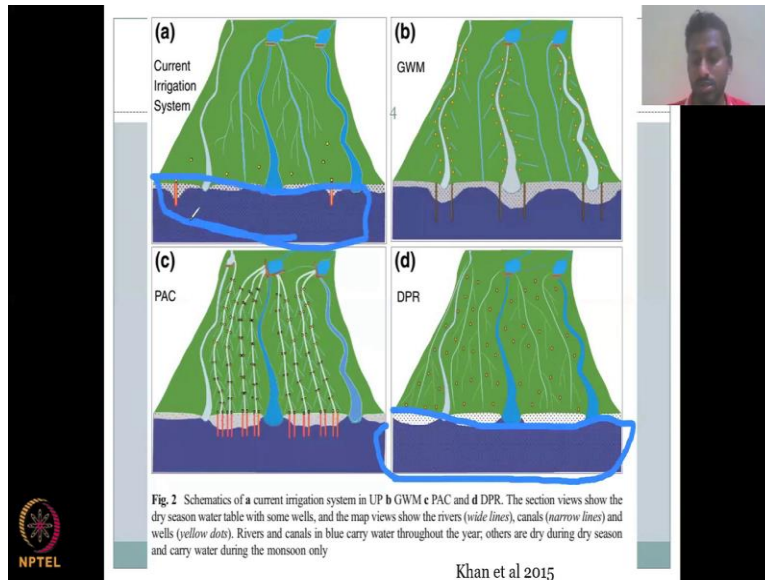 (a)
Current
Irrigation
System
(b)
GWM
4
(c)
PAC
(d)
DPR
Fig. 2 Schematics of a current irrigation system in UP b GWM c PAC and d DPR. The section views show the
dry season water table with some wells, and the map views show the rivers (wide lines), canals (narrow lines) and
wells (yellow dots). Rivers and canals in blue carry water throughout the year; others are dry during dry season
and carry water during the monsoon only
Khan et al 2015
NPTEL